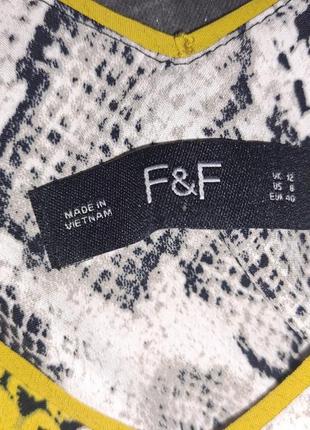 MADE IN
VIETNAM
F&F
UK 12
US 8
EUR 40